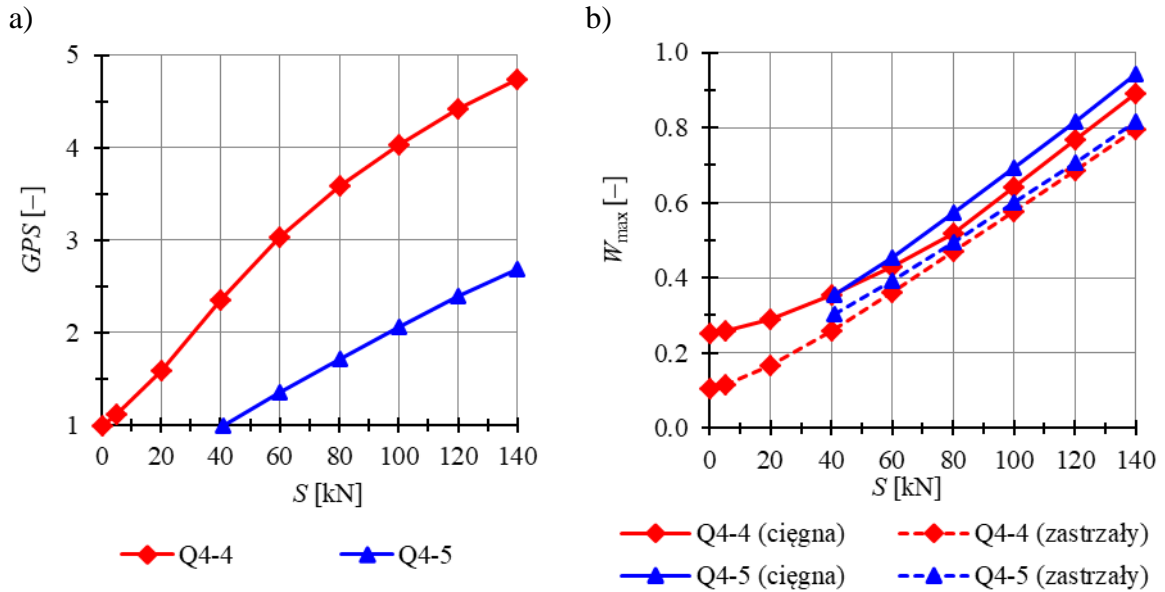 a)
b)
5
4
3
2
1
GPS [–]
0 20 40 60 80 100 120 140
S [kN]
Q4-4
Q4-5
1.0
0.8
0.6
0.4
0.2
0.0
Wmax [–]
0 20 40 60 80 100 120 140
S [kN]
Q4-4 (cięgna)
Q4-4 (zastrzały)
Q4-5 (cięgna)
Q4-5 (zastrzały)